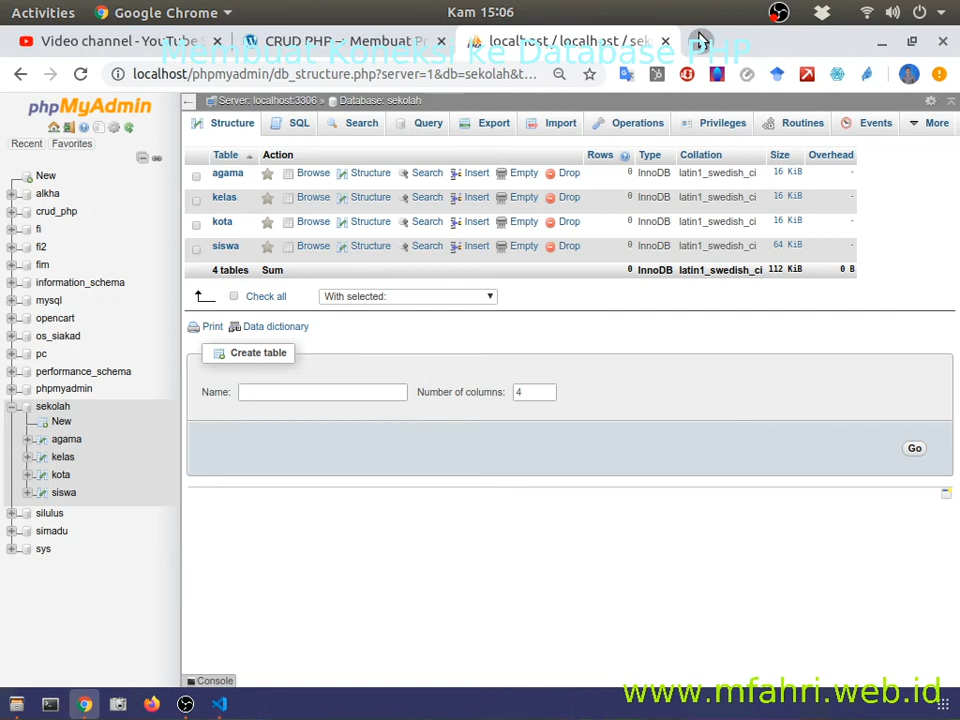 Activities
Google Chrome
Kam 15:06
Video channel - YouTube S
CRUD PHP –: Membuat P
localhost / localhost / sek
Membuat Koneksi ke Database PHP
localhost/phpmyadmin/db_structure.php?server=1&db=sekolah&t...
phpMyAdmin
Recent
Favorites
New
alkha
crud_php
fi
fi2
fim
information_schema
mysql
opencart
os_siakad
pc
performance_schema
phpmyadmin
sekolah
New
agama
kelas
kota
siswa
silulus
simadu
sys
Server: localhost:3306 » Database: sekolah
Structure SQL Search Query Export Import Operations Privileges Routines Events More
Table Action Rows Type Collation Size Overhead
agama Browse Structure Search Insert Empty Drop 0 InnoDB latin1_swedish_ci 16 KiB -
kelas Browse Structure Search Insert Empty Drop 0 InnoDB latin1_swedish_ci 16 KiB -
kota Browse Structure Search Insert Empty Drop 0 InnoDB latin1_swedish_ci 16 KiB -
siswa Browse Structure Search Insert Empty Drop 0 InnoDB latin1_swedish_ci 64 KiB -
4 tables Sum 0 InnoDB latin1_swedish_ci 112 KiB 0 B
Check all
With selected:
Print Data dictionary
Create table
Name:
Number of columns: 4
Go
Console
www.mfahri.web.id